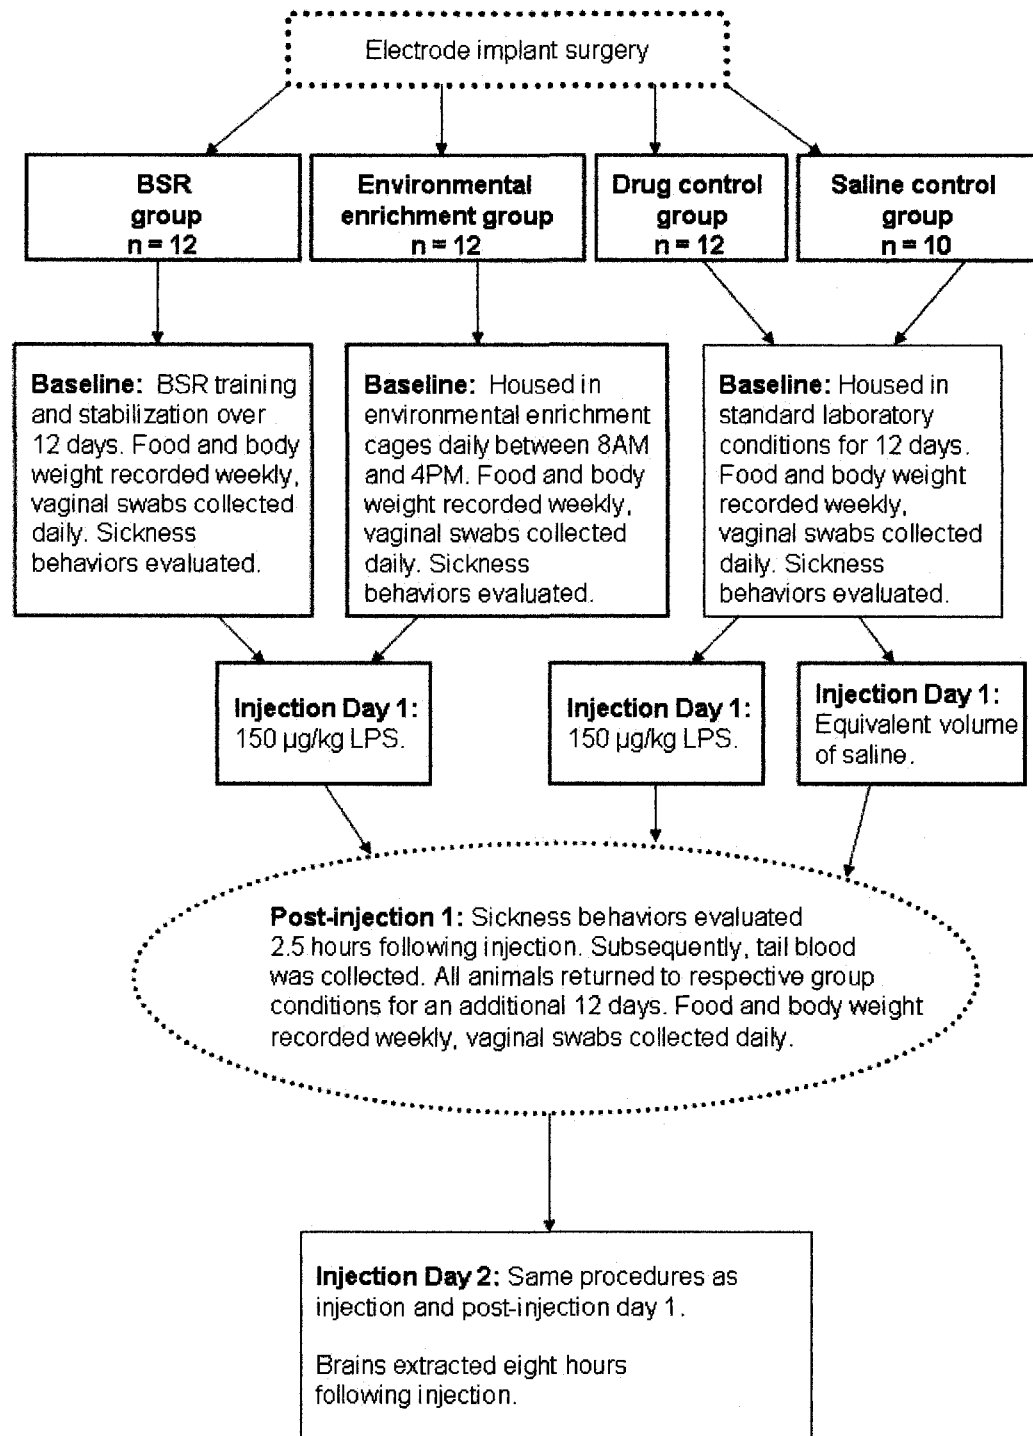 Electrode implant surgery
BSR
group
n = 12
Environmental
enrichment group
n = 12
Drug control
group
n = 12
Saline control
group
n = 10
Baseline: BSR training
and stabilization over
12 days. Food and body
weight recorded weekly,
vaginal swabs collected
daily. Sickness
behaviors evaluated.
Baseline: Housed in
environmental enrichment
cages daily between 8AM
and 4PM. Food and body
weight recorded weekly,
vaginal swabs collected
daily. Sickness
behaviors evaluated.
Baseline: Housed in
standard laboratory
conditions for 12 days.
Food and body weight
recorded weekly,
vaginal swabs collected
daily. Sickness
behaviors evaluated.
Injection Day 1:
150 µg/kg LPS.
Injection Day 1:
150 µg/kg LPS.
Injection Day 1:
Equivalent volume
of saline.
Post-injection 1: Sickness behaviors evaluated
2.5 hours following injection. Subsequently, tail blood
was collected. All animals returned to respective group
conditions for an additional 12 days. Food and body weight
recorded weekly, vaginal swabs collected daily.
Injection Day 2: Same procedures as
injection and post-injection day 1.
Brains extracted eight hours
following injection.